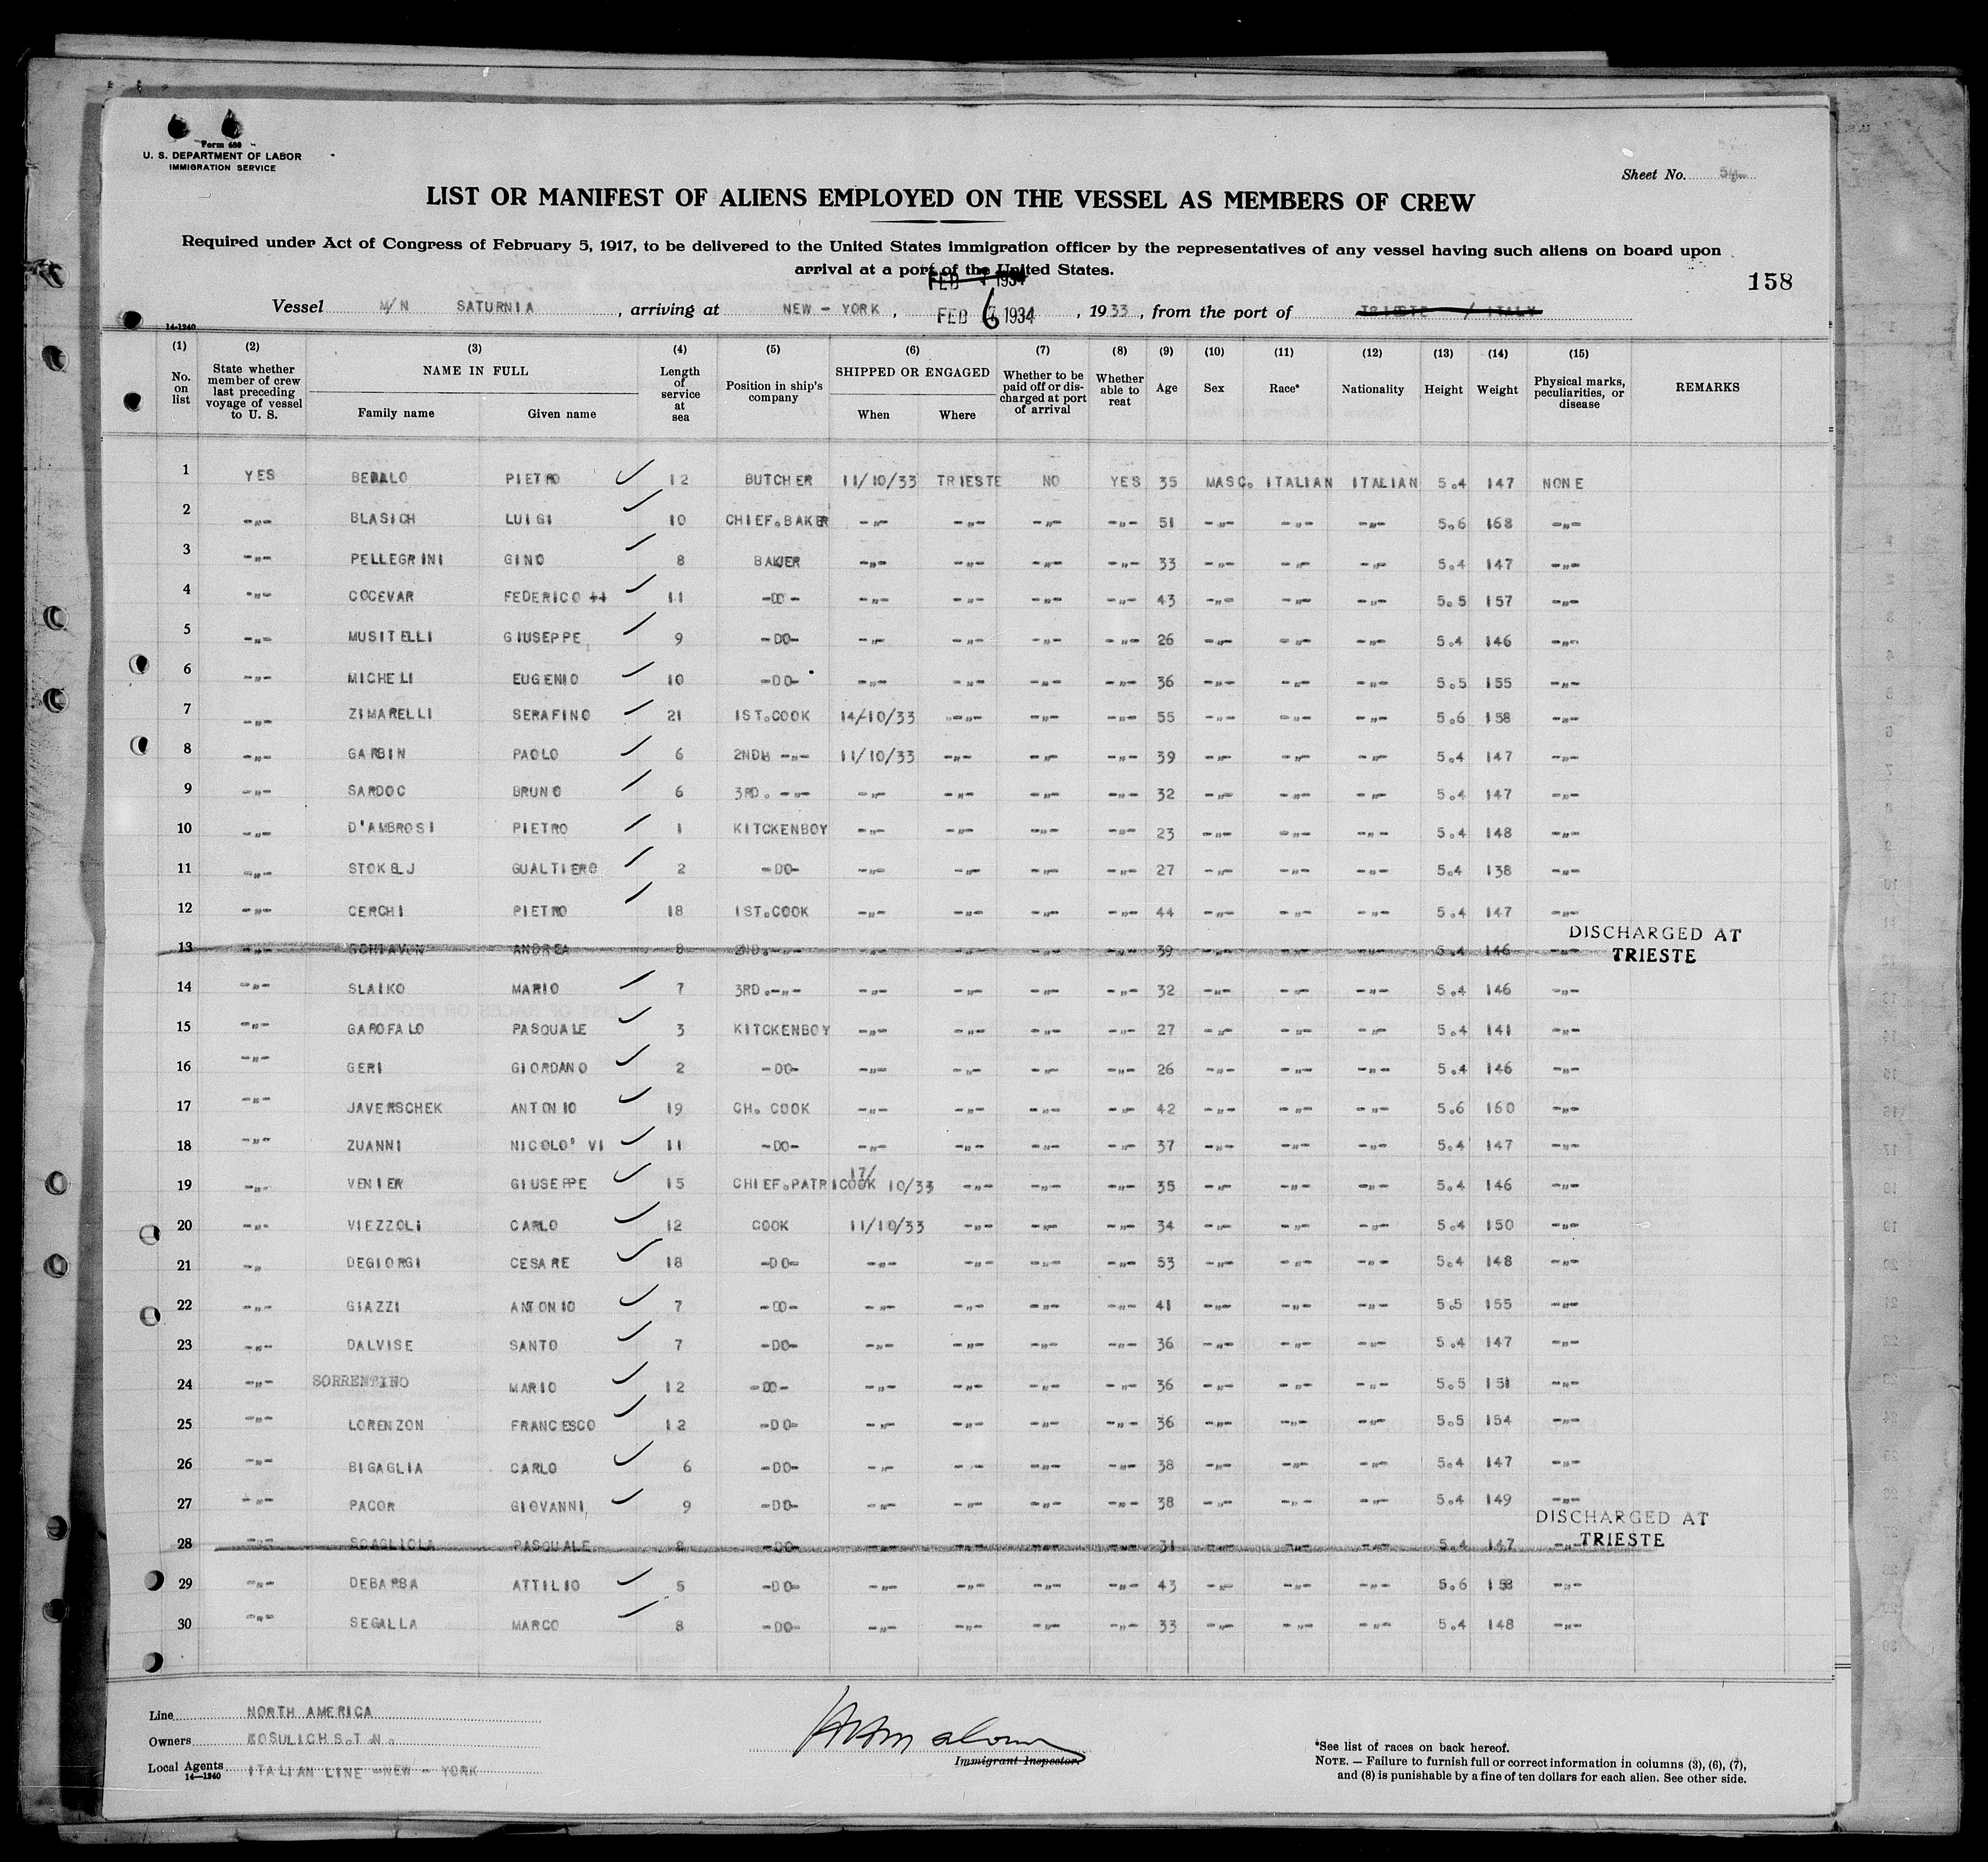 Form 680
U. S. DEPARTMENT OF LABOR
IMMIGRATION SERVICE
Sheet No.
LIST OR MANIFEST OF ALIENS EMPLOYED ON THE VESSEL AS MEMBERS OF CREW
Required under Act of Congress of February 5, 1917, to be delivered to the United States immigration officer by the representatives of any vessel having such aliens on board upon
arrival at a port of the United States.
FEB 1934
158
Vessel M/N SATURNIA , arriving at NEW - YORK , FEB 6 1934 , 1933 , from the port of TRIESTE / ITALY
14-1240
(1) (2) (3) (4) (5) (6) (7) (8) (9) (10) (11) (12) (13) (14) (15)
No. on list State whether member of crew last preceding voyage of vessel to U. S. NAME IN FULL Family name Given name Length of service at sea Position in ship's company SHIPPED OR ENGAGED When Where Whether to be paid off or discharged at port of arrival Whether able to reat Age Sex Race* Nationality Height Weight Physical marks, peculiarities, or disease REMARKS
1 YES BEDALO PIETRO 12 BUTCHER 11/10/33 TRIESTE NO YES 35 MASC. ITALIAN ITALIAN 5.4 147 NONE
2 -"- BLASICH LUIGI 10 CHIEF.BAKER -"- -"- -"- -"- 51 -"- -"- -"- 5.6 168 -"-
3 -"- PELLEGRINI GINO 8 BAKER -"- -"- -"- -"- 33 -"- -"- -"- 5.4 147 -"-
4 -"- COCEVAR FEDERICO ++ 11 -DO- -"- -"- -"- -"- 43 -"- -"- -"- 5.5 157 -"-
5 -"- MUSITELLI GIUSEPPE 9 -DO- -"- -"- -"- -"- 26 -"- -"- -"- 5.4 146 -"-
6 -"- MICHELI EUGENIO 10 -DO- -"- -"- -"- -"- 36 -"- -"- -"- 5.5 155 -"-
7 -"- ZIMARELLI SERAFINO 21 1ST.COOK 14/10/33 -"- -"- -"- 55 -"- -"- -"- 5.6 158 -"-
8 -"- GARBIN PAOLO 6 2ND. -"- 11/10/33 -"- -"- -"- 39 -"- -"- -"- 5.4 147 -"-
9 -"- SARDOC BRUNO 6 3RD. -"- -"- -"- -"- -"- 32 -"- -"- -"- 5.4 147 -"-
10 -"- D'AMBROSI PIETRO 1 KITCKENBOY -"- -"- -"- -"- 23 -"- -"- -"- 5.4 148 -"-
11 -"- STOKELJ GUALTIERO 2 -DO- -"- -"- -"- -"- 27 -"- -"- -"- 5.4 138 -"-
12 -"- CERCHI PIETRO 18 1ST.COOK -"- -"- -"- -"- 44 -"- -"- -"- 5.4 147 -"-
13 -"- SCHIAVON ANDREA 8 2ND.-"- -"- -"- -"- -"- 39 -"- -"- -"- 5.4 146 -"- DISCHARGED AT TRIESTE
14 -"- SLAIKO MARIO 7 3RD.-"- -"- -"- -"- -"- 32 -"- -"- -"- 5.4 146 -"-
15 -"- GAROFALO PASQUALE 3 KITCKENBOY -"- -"- -"- -"- 27 -"- -"- -"- 5.4 141 -"-
16 -"- GERI GIORDANO 2 -DO- -"- -"- -"- -"- 26 -"- -"- -"- 5.4 146 -"-
17 -"- JAVERSCHEK ANTONIO 19 CH. COOK -"- -"- -"- -"- 42 -"- -"- -"- 5.6 160 -"-
18 -"- ZUANNI NICOLO' VI 11 -DO- -"- -"- -"- -"- 37 -"- -"- -"- 5.4 147 -"-
19 -"- VENIER GIUSEPPE 15 CHIEF.PATRICOOK 17/ 10/33 -"- -"- -"- 35 -"- -"- -"- 5.4 146 -"-
20 -"- VIEZZOLI CARLO 12 COOK 11/10/33 -"- -"- -"- 34 -"- -"- -"- 5.4 150 -"-
21 -" DEGIORGI CESARE 18 -DO- -"- -"- -"- -"- 53 -"- -"- -"- 5.4 148 -"-
22 -"- GIAZZI ANTONIO 7 -DO- -"- -"- -"- -"- 41 -"- -"- -"- 5.5 155 -"-
23 -"- DALVISE SANTO 7 -DO- -"- -"- -"- -"- 36 -"- -"- -"- 5.4 147 -"-
24 -"- SORRENTINO MARIO 12 -DO- -"- -"- -"- -"- 36 -"- -"- -"- 5.5 151 -"-
25 -"- LORENZON FRANCESCO 12 -DO- -"- -"- -"- -"- 36 -"- -"- -"- 5.5 154 -"-
26 -"- BIGAGLIA CARLO 6 -DO- -"- -"- -"- -"- 38 -"- -"- -"- 5.4 147 -"-
27 -"- PACOR GIOVANNI 9 -DO- -"- -"- -"- -"- 38 -"- -"- -"- 5.4 149 -"-
28 -"- SCAGLIOLA PASQUALE 8 -DO- -"- -"- -"- -"- 31 -"- -"- -"- 5.4 147 -"- DISCHARGED AT TRIESTE
29 -"- DEBARBA ATTILIO 5 -DO- -"- -"- -"- -"- 43 -"- -"- -"- 5.6 158 -"-
30 -"- SEGALLA MARCO 8 -DO- -"- -"- -"- -"- 33 -"- -"- -"- 5.4 148 -"-
Line NORTH AMERICA
Owners COSULICH S.T.N.
Local Agents ITALIAN LINE -NEW - YORK
14-1240
Immigrant Inspector.
*See list of races on back hereof.
NOTE. — Failure to furnish full or correct information in columns (3), (6), (7),
and (8) is punishable by a fine of ten dollars for each alien. See other side.